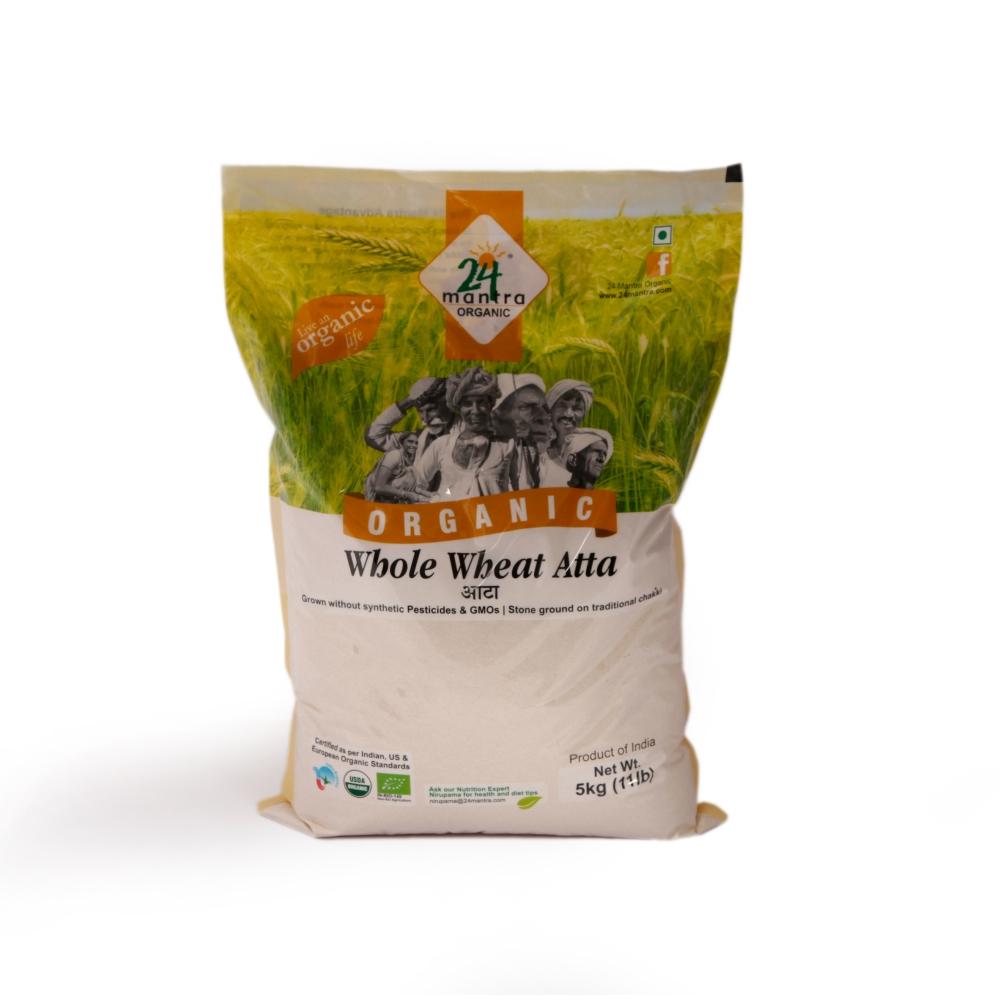 24
mantra
ORGANIC
24 Mantra Organic
www.24mantra.com
Live an
organic
life
ORGANIC
Whole Wheat Atta
आटा
Grown without synthetic Pesticides & GMOs | Stone ground on traditional chakki
Certified as per Indian, US &
European Organic Standards
USDA
ORGANIC
Ask our Nutrition Expert
Nirupama for health and diet tips
nirupama@24mantra.com
Product of India
Net Wt.
5kg (11lb)